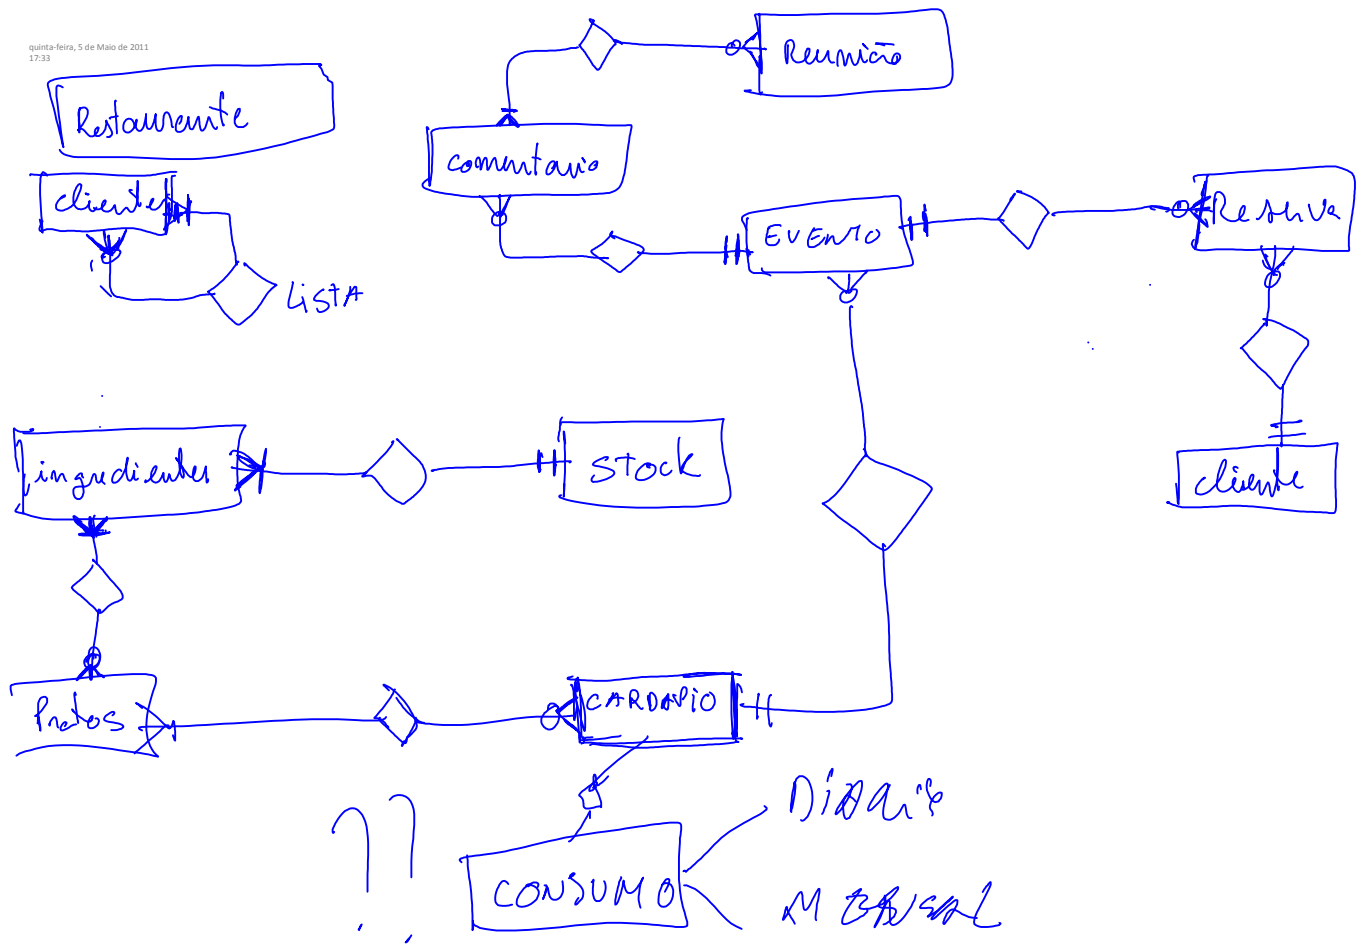 quinta-feira, 5 de Maio de 2011
17:33
Restaurante
Reunião
comentario
clientes
EVENTO
Reserva
LiSTA
ingredientes
STOCK
cliente
Pratos
CARDAPIO
??
CONSUMO
MENSAL